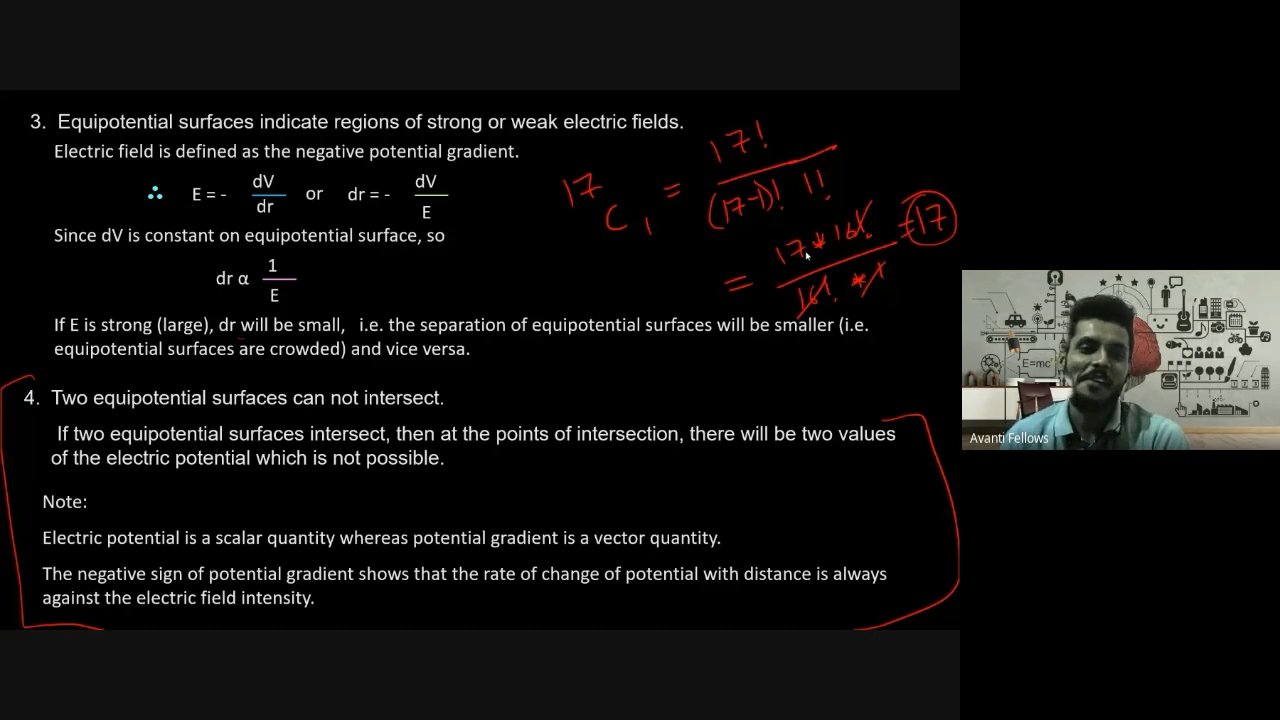 3. Equipotential surfaces indicate regions of strong or weak electric fields.
Electric field is defined as the negative potential gradient.
∴ E = - dV/dr or dr = - dV/E
Since dV is constant on equipotential surface, so
dr α 1/E
If E is strong (large), dr will be small, i.e. the separation of equipotential surfaces will be smaller (i.e.
equipotential surfaces are crowded) and vice versa.
17C1 = 17! / (17-1)! 1!
= 17 * 16! / 16! * 1 = 17
4. Two equipotential surfaces can not intersect.
If two equipotential surfaces intersect, then at the points of intersection, there will be two values
of the electric potential which is not possible.
Note:
Electric potential is a scalar quantity whereas potential gradient is a vector quantity.
The negative sign of potential gradient shows that the rate of change of potential with distance is always
against the electric field intensity.
E=mc²
Avanti Fellows